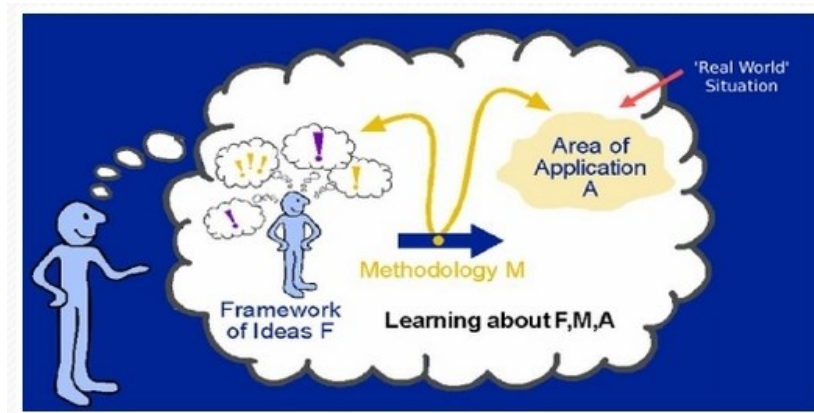 'Real World'
Situation
Area of
Application
A
!!!
!
!
!
Methodology M
Framework
of Ideas F
Learning about F,M,A